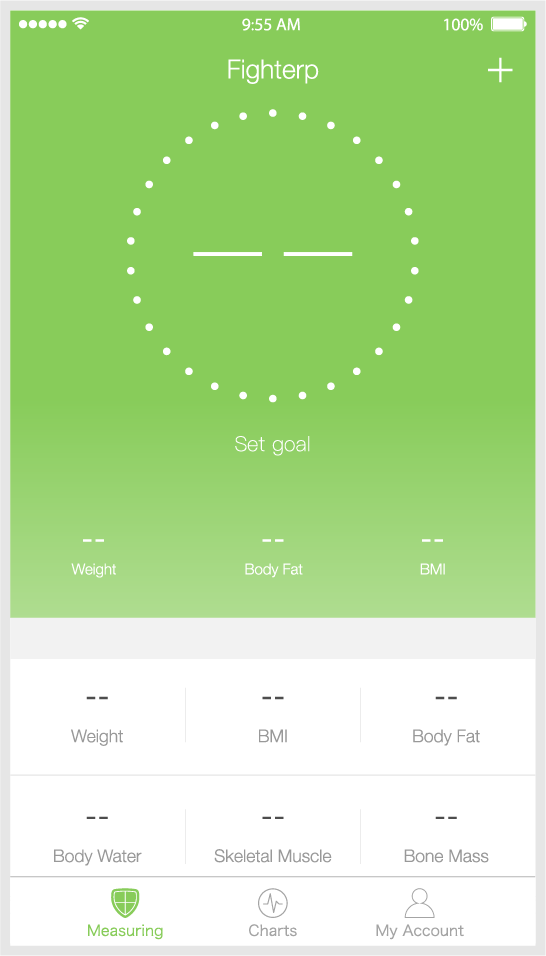 9:55 AM 100%
Fighterp
— —
Set goal
-- -- --
Weight Body Fat BMI
-- -- --
Weight BMI Body Fat
-- -- --
Body Water Skeletal Muscle Bone Mass
Measuring Charts My Account